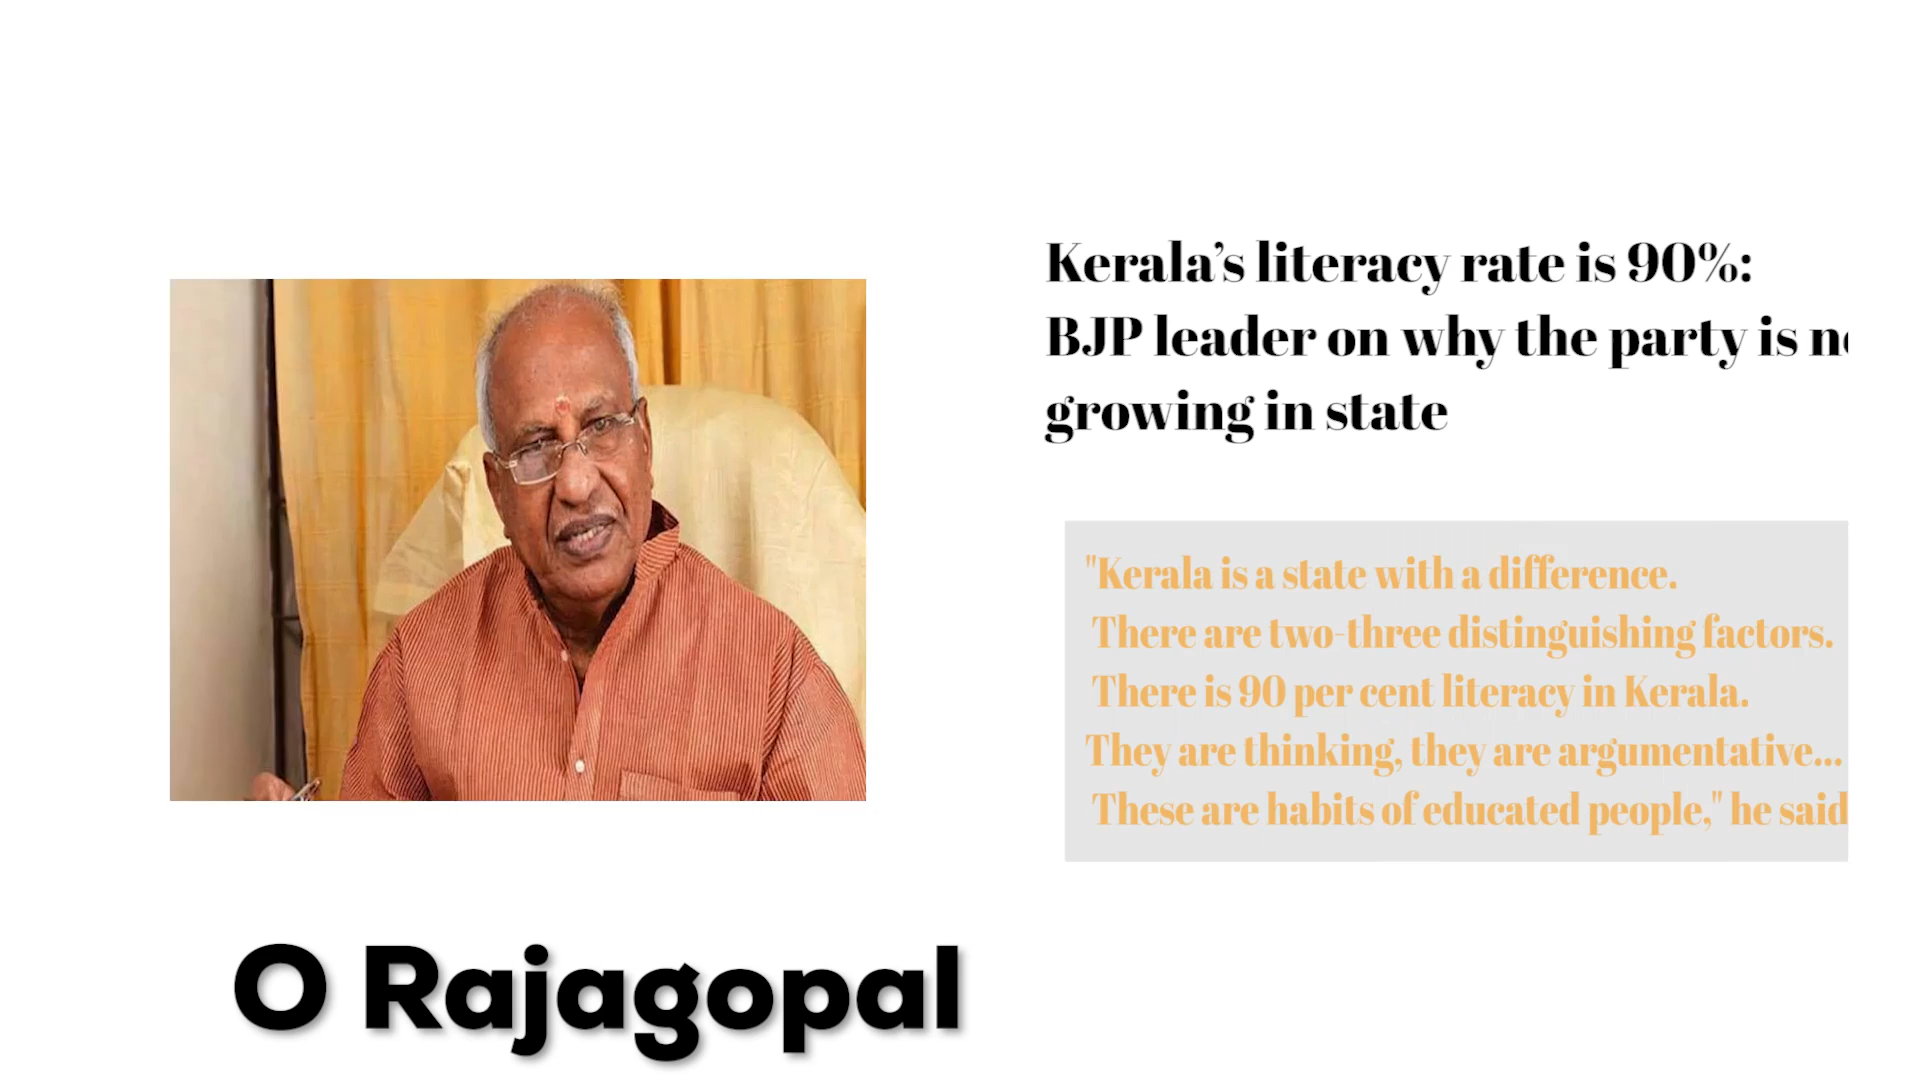 Kerala’s literacy rate is 90%:
BJP leader on why the party is
growing in state
"Kerala is a state with a difference.
There are two-three distinguishing factors.
There is 90 per cent literacy in Kerala.
They are thinking, they are argumentative...
These are habits of educated people," he said
O Rajagopal